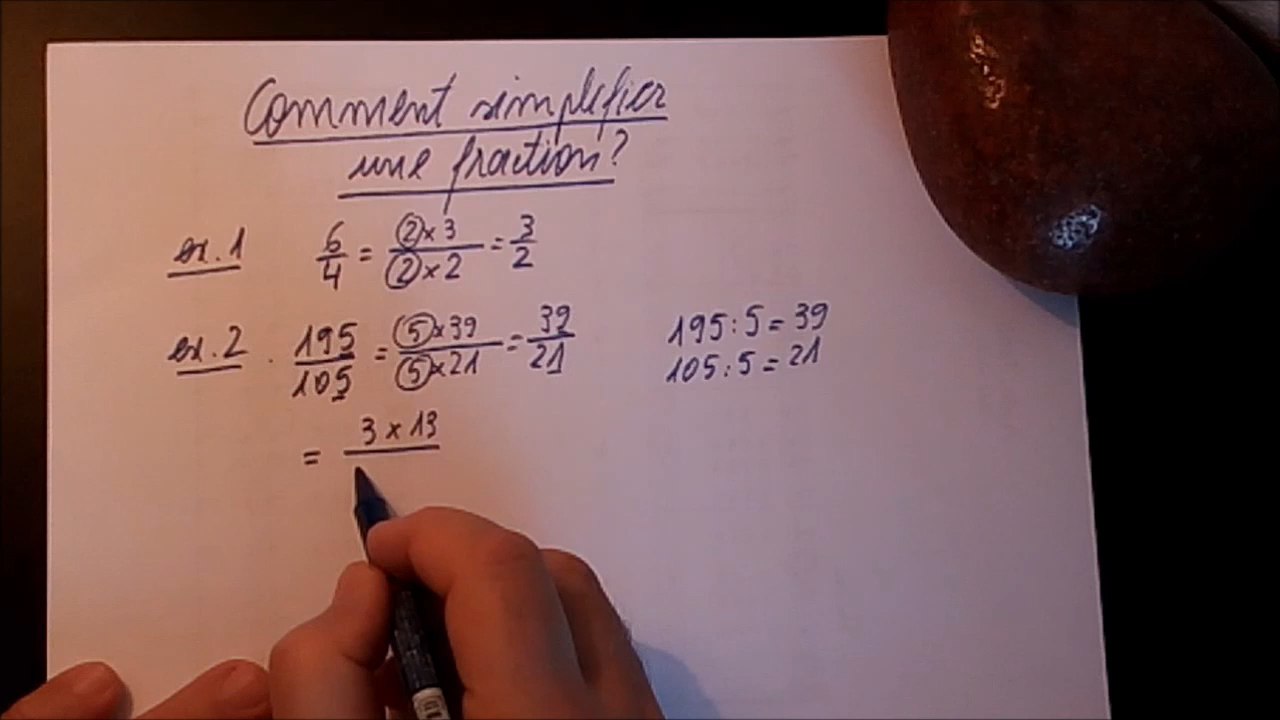 Comment simplifier
une fraction?
ex.1 6/4 = 2×3/2×2 = 3/2
ex.2 . 195/105 = 5×39/5×21 = 39/21
195:5=39
105:5=21
= 3×13